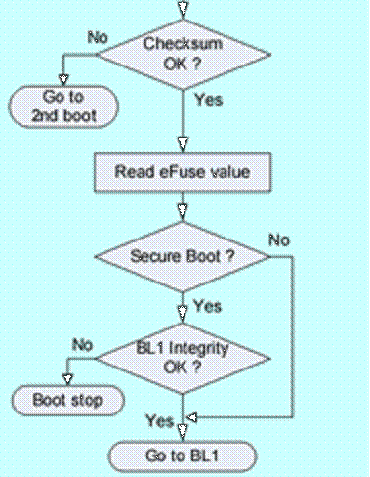 No
Checksum
OK ?
Go to
2nd boot
Yes
Read eFuse value
No
Secure Boot ?
Yes
No
BL1 Integrity
OK ?
Boot stop
Yes
Go to BL1